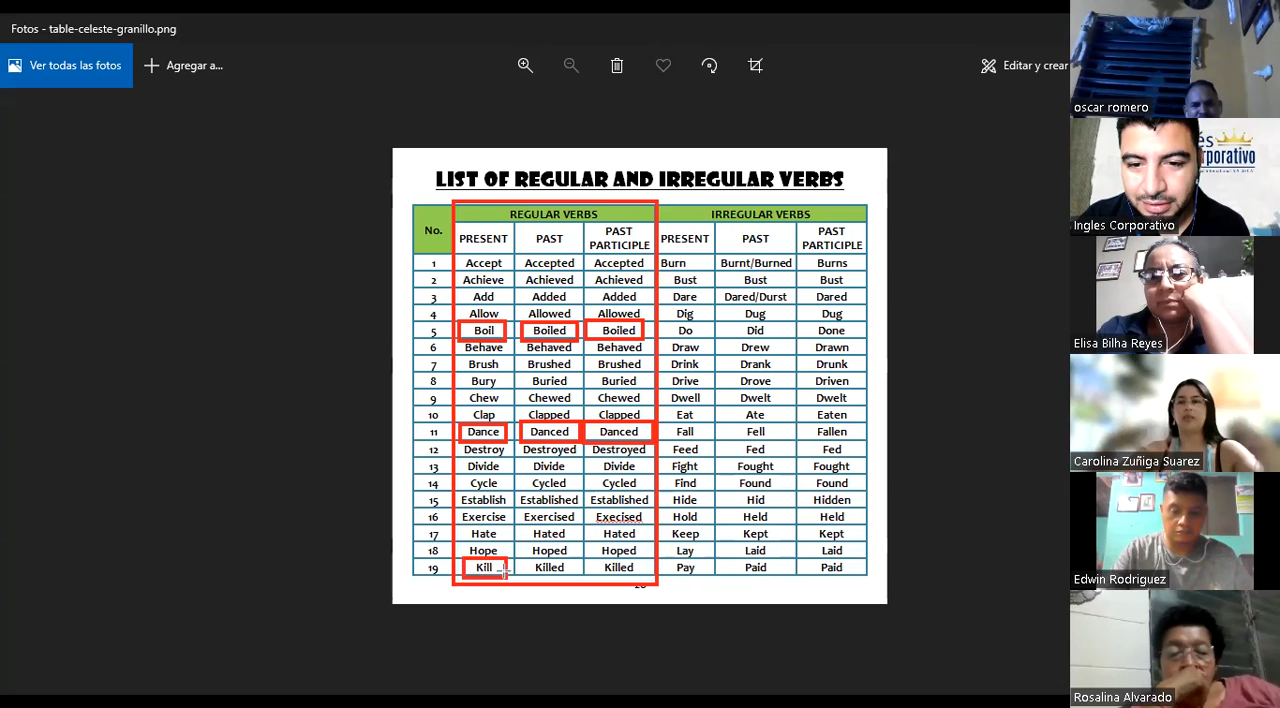 Fotos - table-celeste-granillo.png
Ver todas las fotos
Agregar a...
Editar y crear
LIST OF REGULAR AND IRREGULAR VERBS
No. REGULAR VERBS IRREGULAR VERBS
PRESENT PAST PAST PARTICIPLE PRESENT PAST PAST PARTICIPLE
1 Accept Accepted Accepted Burn Burnt/Burned Burns
2 Achieve Achieved Achieved Bust Bust Bust
3 Add Added Added Dare Dared/Durst Dared
4 Allow Allowed Allowed Dig Dug Dug
5 Boil Boiled Boiled Do Did Done
6 Behave Behaved Behaved Draw Drew Drawn
7 Brush Brushed Brushed Drink Drank Drunk
8 Bury Buried Buried Drive Drove Driven
9 Chew Chewed Chewed Dwell Dwelt Dwelt
10 Clap Clapped Clapped Eat Ate Eaten
11 Dance Danced Danced Fall Fell Fallen
12 Destroy Destroyed Destroyed Feed Fed Fed
13 Divide Divide Divide Fight Fought Fought
14 Cycle Cycled Cycled Find Found Found
15 Establish Established Established Hide Hid Hidden
16 Exercise Exercised Execised Hold Held Held
17 Hate Hated Hated Keep Kept Kept
18 Hope Hoped Hoped Lay Laid Laid
19 Kill Killed Killed Pay Paid Paid
oscar romero
és
orporativo
Ingles Corporativo
Elisa Bilha Reyes
Carolina Zuñiga Suarez
Edwin Rodriguez
Rosalina Alvarado